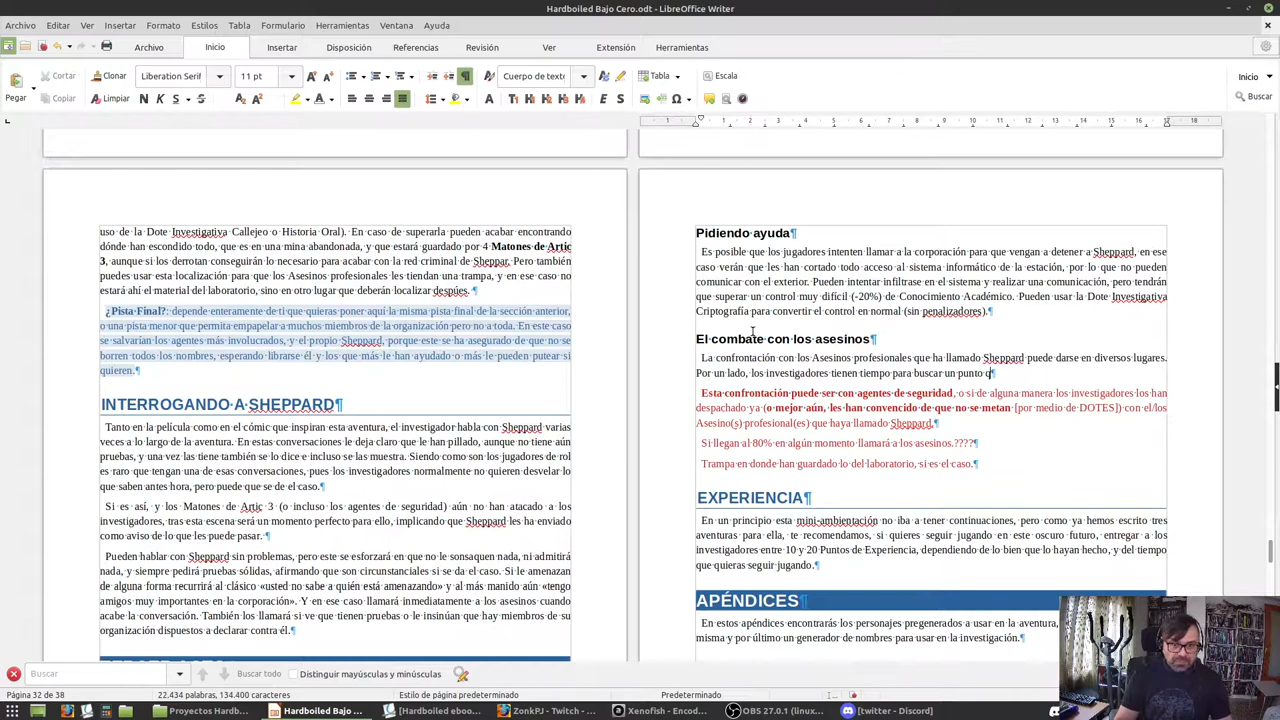 Hardboiled Bajo Cero.odt - LibreOffice Writer
Archivo Editar Ver Insertar Formato Estilos Tabla Formulario Herramientas Ventana Ayuda
Archivo Inicio Insertar Disposición Referencias Revisión Ver Extensión Herramientas
Pegar Cortar Clonar Liberation Serif 11 pt Cuerpo de texto Tabla Escala Inicio
Copiar Limpiar Buscar
uso de la Dote Investigativa Callejeo o Historia Oral). En caso de superarla pueden acabar encontrando
dónde han escondido todo, que es en una mina abandonada, y que estará guardado por 4 Matones de Artic
3, aunque si los derrotan conseguirán lo necesario para acabar con la red criminal de Sheppar. Pero también
puedes usar esta localización para que los Asesinos profesionales les tiendan una trampa, y en ese caso no
estará ahí el material del laboratorio, sino en otro lugar que deberán localizar despúes.
¿Pista Final?: depende enteramente de ti que quieras poner aquí la misma pista final de la sección anterior,
o una pista menor que permita empapelar a muchos miembros de la organización pero no a toda. En este caso
se salvarían los agentes más involucrados, y el propio Sheppard, porque este se ha asegurado de que no se
borren todos los nombres, esperando librarse él y los que más le han ayudado o más le pueden putear si
quieren.
INTERROGANDO A SHEPPARD
Tanto en la película como en el cómic que inspiran esta aventura, el investigador habla con Sheppard varias
veces a lo largo de la aventura. En estas conversaciones le deja claro que le han pillado, aunque no tiene aún
pruebas, y una vez las tiene también se lo dice e incluso se las muestra. Siendo como son los jugadores de rol
es raro que tengan una de esas conversaciones, pues los investigadores normalmente no quieren desvelar lo
que saben antes hora, pero puede que se de el caso.
Si es así, y los Matones de Artic 3 (o incluso los agentes de seguridad) aún no han atacado a los
investigadores, tras esta escena será un momento perfecto para ello, implicando que Sheppard les ha enviado
como aviso de lo que les puede pasar.
Pueden hablar con Sheppard sin problemas, pero este se esforzará en que no le sonsaquen nada, ni admitirá
nada, y siempre pedirá pruebas sólidas, afirmando que son circunstanciales si se da el caso. Si le amenazan
de alguna forma recurrirá al clásico «usted no sabe a quién está amenazando» y al más manido aún «tengo
amigos muy importantes en la corporación». Y en ese caso llamará inmediatamente a los asesinos cuando
acabe la conversación. También los llamará si ve que tienen pruebas o le insinúan que hay miembros de su
organización dispuestos a declarar contra él.
Pidiendo ayuda
Es posible que los jugadores intenten llamar a la corporación para que vengan a detener a Sheppard, en ese
caso verán que les han cortado todo acceso al sistema informático de la estación, por lo que no pueden
comunicar con el exterior. Pueden intentar infiltrase en el sistema y realizar una comunicación, pero tendrán
que superar un control muy difícil (-20%) de Conocimiento Académico. Pueden usar la Dote Investigativa
Criptografía para convertir el control en normal (sin penalizadores).
El combate con los asesinos
La confrontación con los Asesinos profesionales que ha llamado Sheppard puede darse en diversos lugares.
Por un lado, los investigadores tienen tiempo para buscar un punto q
Esta confrontación puede ser con agentes de seguridad, o si de alguna manera los investigadores los han
despachado ya (o mejor aún, les han convencido de que no se metan [por medio de DOTES]) con el/los
Asesino(s) profesional(es) que haya llamado Sheppard,
Si llegan al 80% en algún momento llamará a los asesinos.????
Trampa en donde han guardado lo del laboratorio, si es el caso.
EXPERIENCIA
En un principio esta mini-ambientación no iba a tener continuaciones, pero como ya hemos escrito tres
aventuras para ella, te recomendamos, si quieres seguir jugando en este oscuro futuro, entregar a los
investigadores entre 10 y 20 Puntos de Experiencia, dependiendo de lo bien que lo hayan hecho, y del tiempo
que quieras seguir jugando.
APÉNDICES
En estos apéndices encontrarás los personajes pregenerados a usar en la aventura,
misma y por último un generador de nombres para usar en la investigación.
Buscar Buscar todo Distinguir mayúsculas y minúsculas
Página 32 de 38 22.434 palabras, 134.400 caracteres Estilo de página predeterminado Predeterminado
Proyectos Hardb... Hardboiled Bajo ... [Hardboiled eboo... ZonkPJ - Twitch - ... Xenofish - Encod... OBS 27.0.1 (linux... [twitter - Discord]